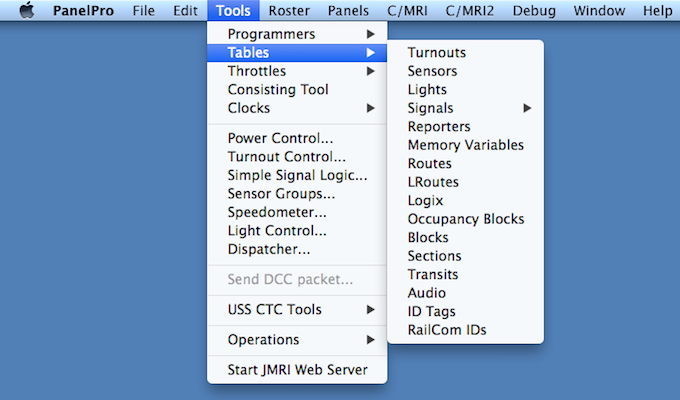 PanelPro File Edit Tools Roster Panels C/MRI C/MRI2 Debug Window Help
Programmers
Tables
Throttles
Consisting Tool
Clocks
Power Control...
Turnout Control...
Simple Signal Logic...
Sensor Groups...
Speedometer...
Light Control...
Dispatcher...
Send DCC packet...
USS CTC Tools
Operations
Start JMRI Web Server
Turnouts
Sensors
Lights
Signals
Reporters
Memory Variables
Routes
LRoutes
Logix
Occupancy Blocks
Blocks
Sections
Transits
Audio
ID Tags
RailCom IDs